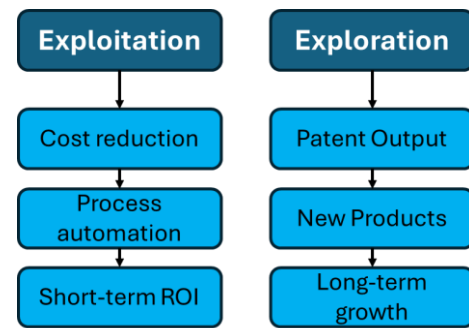 Exploitation
Cost reduction
Process
automation
Short-term ROI
Exploration
Patent Output
New Products
Long-term
growth